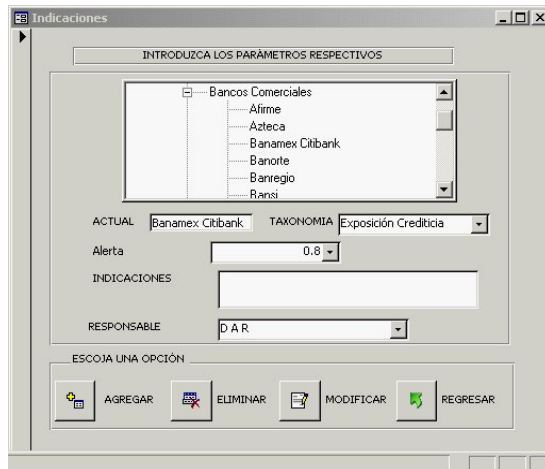 Indicaciones
INTRODUZCA LOS PARÁMETROS RESPECTIVOS
Bancos Comerciales
Afirme
Azteca
Banamex Citibank
Banorte
Banregio
Bansi
ACTUAL Banamex Citibank TAXONOMIA Exposición Crediticia
Alerta 0.8
INDICACIONES
RESPONSABLE D A R
ESCOJA UNA OPCIÓN
AGREGAR ELIMINAR MODIFICAR REGRESAR